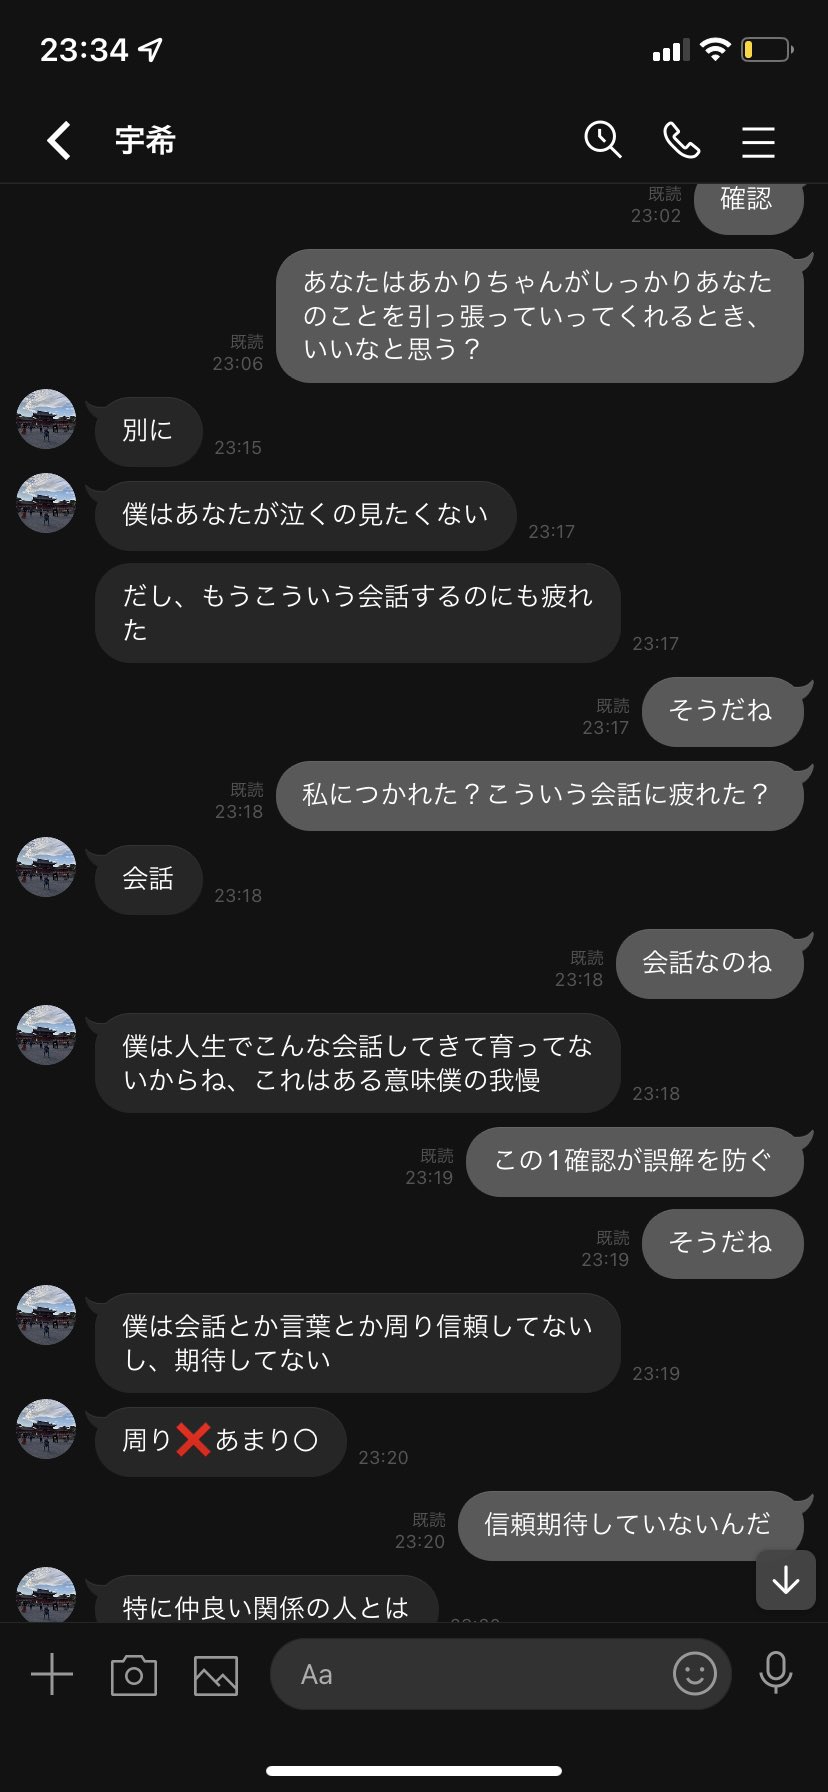 23:34
宇希
既読
23:02
確認
あなたはあかりちゃんがしっかりあなた
のことを引っ張っていってくれるとき、
いいなと思う？
既読
23:06
別に
23:15
僕はあなたが泣くの見たくない
23:17
だし、もうこういう会話するのにも疲れ
た
23:17
既読
23:17
そうだね
既読
23:18
私につかれた？こういう会話に疲れた？
会話
23:18
既読
23:18
会話なのね
僕は人生でこんな会話してきて育ってな
いからね、これはある意味僕の我慢
23:18
既読
23:19
この1確認が誤解を防ぐ
既読
23:19
そうだね
僕は会話とか言葉とか周り信頼してない
し、期待してない
23:19
周り❌あまり〇
23:20
既読
23:20
信頼期待していないんだ
特に仲良い関係の人とは
Aa